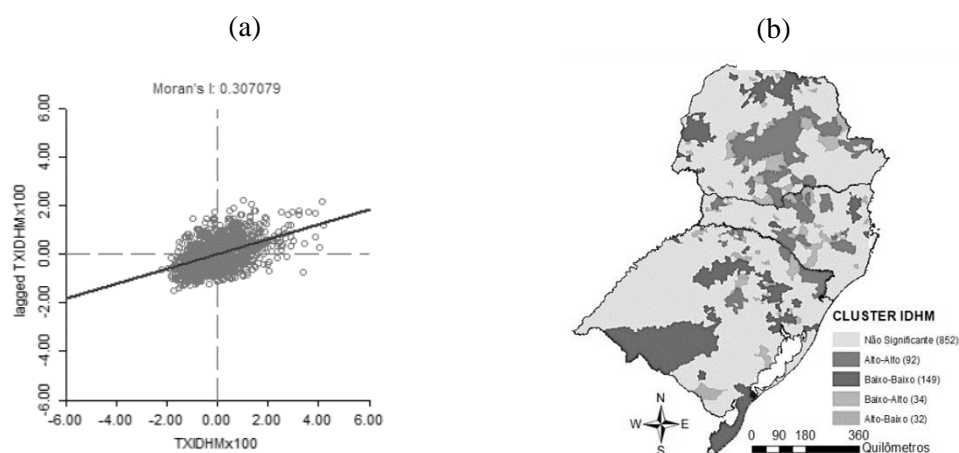 (a)
(b)
Moran's I: 0.307079
6.00
4.00
2.00
0.00
-2.00
-4.00
-6.00
lagged TXIDHMx100
-6.00 -4.00 -2.00 0.00 2.00 4.00 6.00
TXIDHMx100
CLUSTER IDHM
Não Significante (852)
Alto-Alto (92)
Baixo-Baixo (149)
Baixo-Alto (34)
Alto-Baixo (32)
N
W E
S
0 90 180 360
Quilômetros